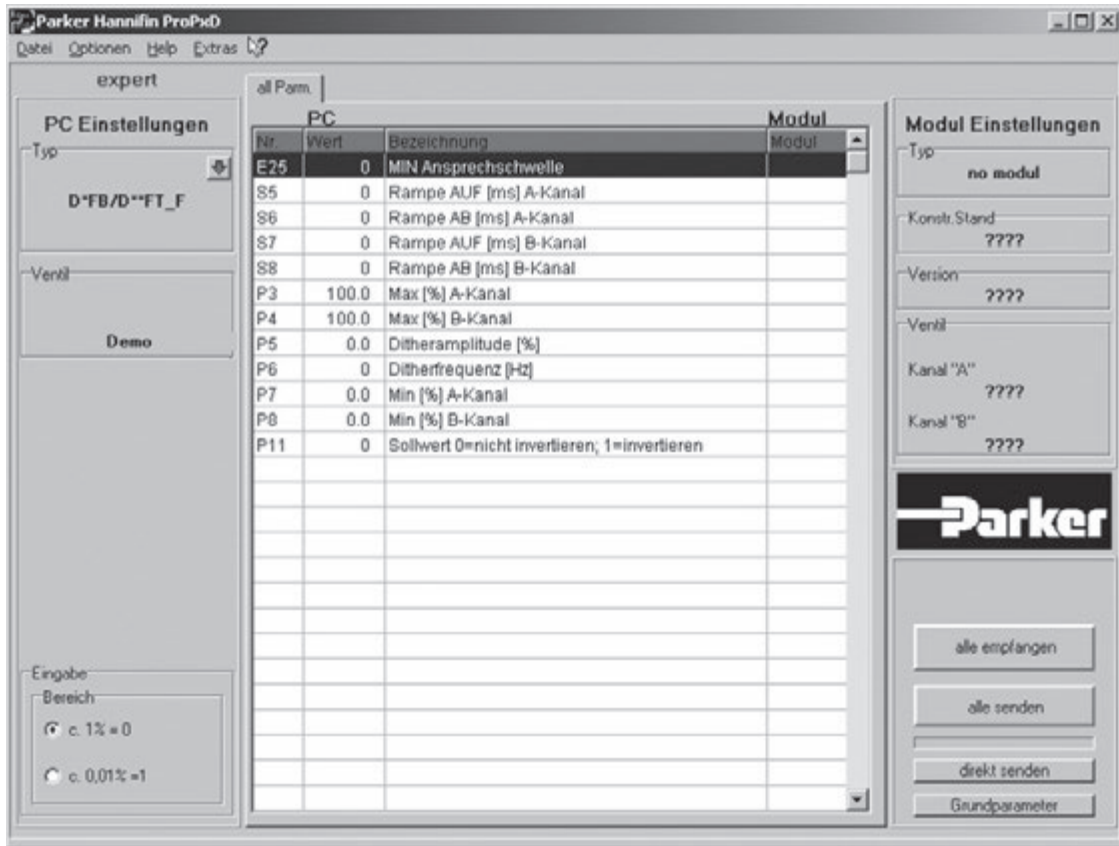 Parker Hannifin ProPxD
Datei Optionen Help Extras
expert
PC Einstellungen
Typ
D*FB/D**FT_F
Ventil
Demo
Eingabe
Bereich
c. 1% = 0
c. 0,01% =1
all Parm.
PC Modul
Nr. Wert Bezeichnung Modul
E25 0 MIN Ansprechschwelle
S5 0 Rampe AUF [ms] A-Kanal
S6 0 Rampe AB [ms] A-Kanal
S7 0 Rampe AUF [ms] B-Kanal
S8 0 Rampe AB [ms] B-Kanal
P3 100.0 Max [%] A-Kanal
P4 100.0 Max [%] B-Kanal
P5 0.0 Ditheramplitude [%]
P6 0 Ditherfrequenz [Hz]
P7 0.0 Min [%] A-Kanal
P8 0.0 Min [%] B-Kanal
P11 0 Sollwert 0=nicht invertieren; 1=invertieren
Modul Einstellungen
Typ
no modul
Konstr.Stand
????
Version
????
Ventil
Kanal "A"
????
Kanal "B"
????
Parker
alle empfangen
alle senden
direkt senden
Grundparameter